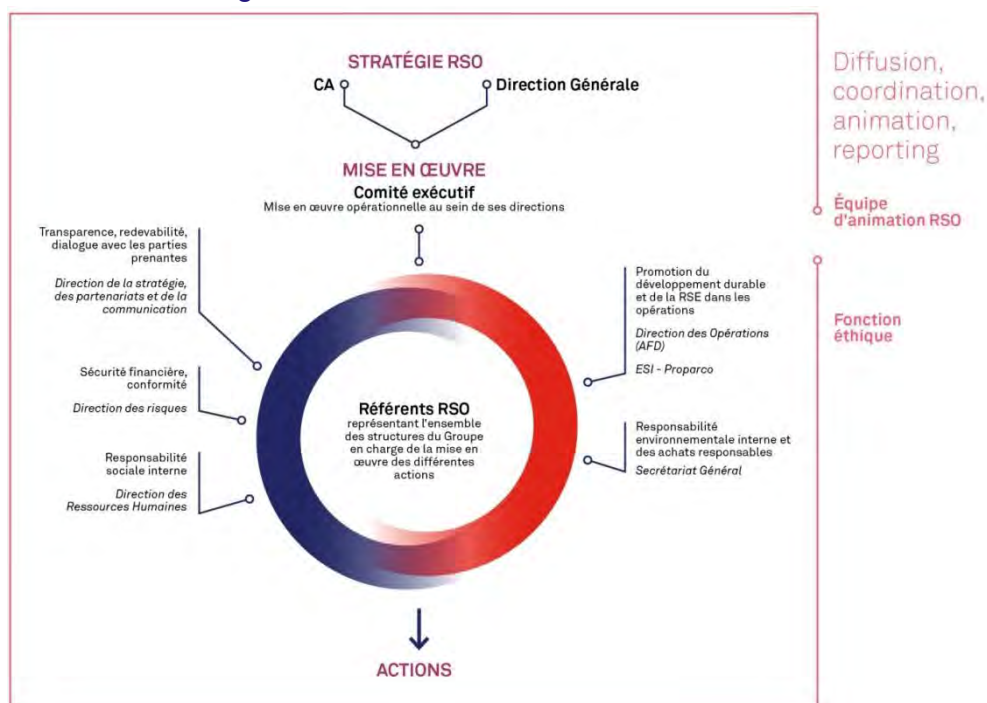 STRATÉGIE RSO
CA
Direction Générale
MISE EN ŒUVRE
Comité exécutif
Mise en œuvre opérationnelle au sein de ses directions
Transparence, redevabilité,
dialogue avec les parties
prenantes
Direction de la stratégie,
des partenariats et de la
communication
Sécurité financière,
conformité
Direction des risques
Responsabilité
sociale interne
Direction des
Ressources Humaines
Référents RSO
représentant l'ensemble
des structures du Groupe
en charge de la mise en
œuvre des différentes
actions
Promotion du
développement durable
et de la RSE dans les
opérations
Direction des Opérations
(AFD)
ESI - Proparco
Responsabilité
environnementale interne et
des achats responsables
Secrétariat Général
ACTIONS
Diffusion,
coordination,
animation,
reporting
Équipe
d'animation RSO
Fonction
éthique